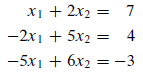 x₁ + 2x₂ = 7
−2x₁ + 5x₂ = 4
−5x₁ + 6x₂ = −3